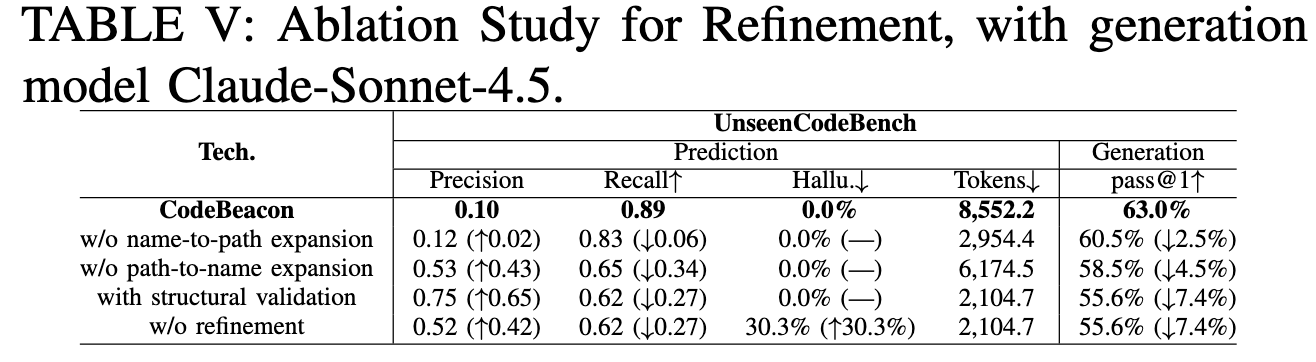 TABLE V: Ablation Study for Refinement, with generation
model Claude-Sonnet-4.5.
UnseenCodeBench
Tech. Prediction Generation
Precision Recall↑ Hallu.↓ Tokens↓ pass@1↑
CodeBeacon 0.10 0.89 0.0% 8,552.2 63.0%
w/o name-to-path expansion 0.12 (↑0.02) 0.83 (↓0.06) 0.0% (—) 2,954.4 60.5% (↓2.5%)
w/o path-to-name expansion 0.53 (↑0.43) 0.65 (↓0.34) 0.0% (—) 6,174.5 58.5% (↓4.5%)
with structural validation 0.75 (↑0.65) 0.62 (↓0.27) 0.0% (—) 2,104.7 55.6% (↓7.4%)
w/o refinement 0.52 (↑0.42) 0.62 (↓0.27) 30.3% (↑30.3%) 2,104.7 55.6% (↓7.4%)